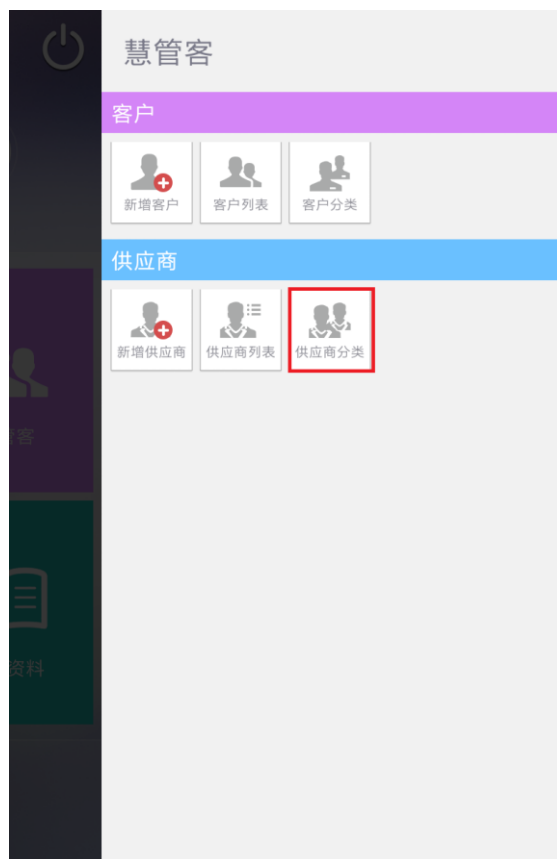 慧管客
客户
新增客户
客户列表
客户分类
供应商
新增供应商
供应商列表
供应商分类
客
资料